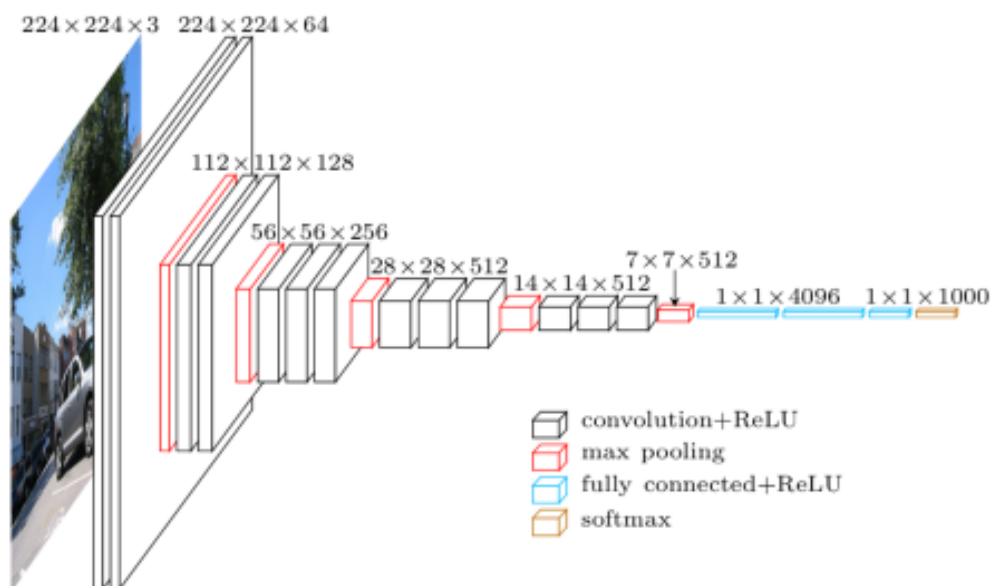 224×224×3
224×224×64
112×112×128
56×56×256
28×28×512
14×14×512
7×7×512
1×1×4096
1×1×1000
convolution+ReLU
max pooling
fully connected+ReLU
softmax